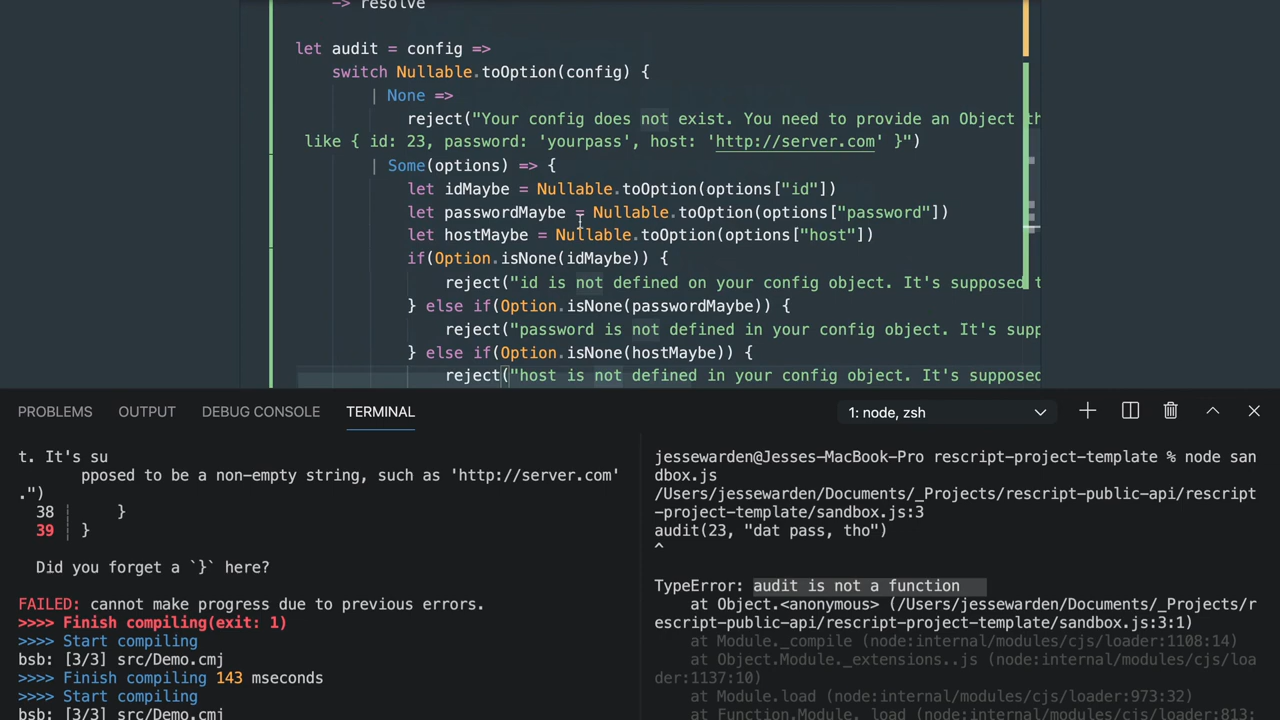 -> resolve
let audit = config =>
switch Nullable.toOption(config) {
| None =>
reject("Your config does not exist. You need to provide an Object th
like { id: 23, password: 'yourpass', host: 'http://server.com' }")
| Some(options) => {
let idMaybe = Nullable.toOption(options["id"])
let passwordMaybe = Nullable.toOption(options["password"])
let hostMaybe = Nullable.toOption(options["host"])
if(Option.isNone(idMaybe)) {
reject("id is not defined on your config object. It's supposed t
} else if(Option.isNone(passwordMaybe)) {
reject("password is not defined in your config object. It's supp
} else if(Option.isNone(hostMaybe)) {
reject("host is not defined in your config object. It's supposed
PROBLEMS OUTPUT DEBUG CONSOLE TERMINAL 1: node, zsh
t. It's su
pposed to be a non-empty string, such as 'http://server.com'
.")
38 }
39 }
Did you forget a `}` here?
FAILED: cannot make progress due to previous errors.
>>>> Finish compiling(exit: 1)
>>>> Start compiling
bsb: [3/3] src/Demo.cmj
>>>> Finish compiling 143 mseconds
>>>> Start compiling
bsb: [3/3] src/Demo.cmj
jessewarden@Jesses-MacBook-Pro rescript-project-template % node san
dbox.js
/Users/jessewarden/Documents/_Projects/rescript-public-api/rescript
-project-template/sandbox.js:3
audit(23, "dat pass, tho")
^
TypeError: audit is not a function
at Object.<anonymous> (/Users/jessewarden/Documents/_Projects/r
escript-public-api/rescript-project-template/sandbox.js:3:1)
at Module._compile (node:internal/modules/cjs/loader:1108:14)
at Object.Module._extensions..js (node:internal/modules/cjs/loa
der:1137:10)
at Module.load (node:internal/modules/cjs/loader:973:32)
at Function.Module._load (node:internal/modules/cjs/loader:813: